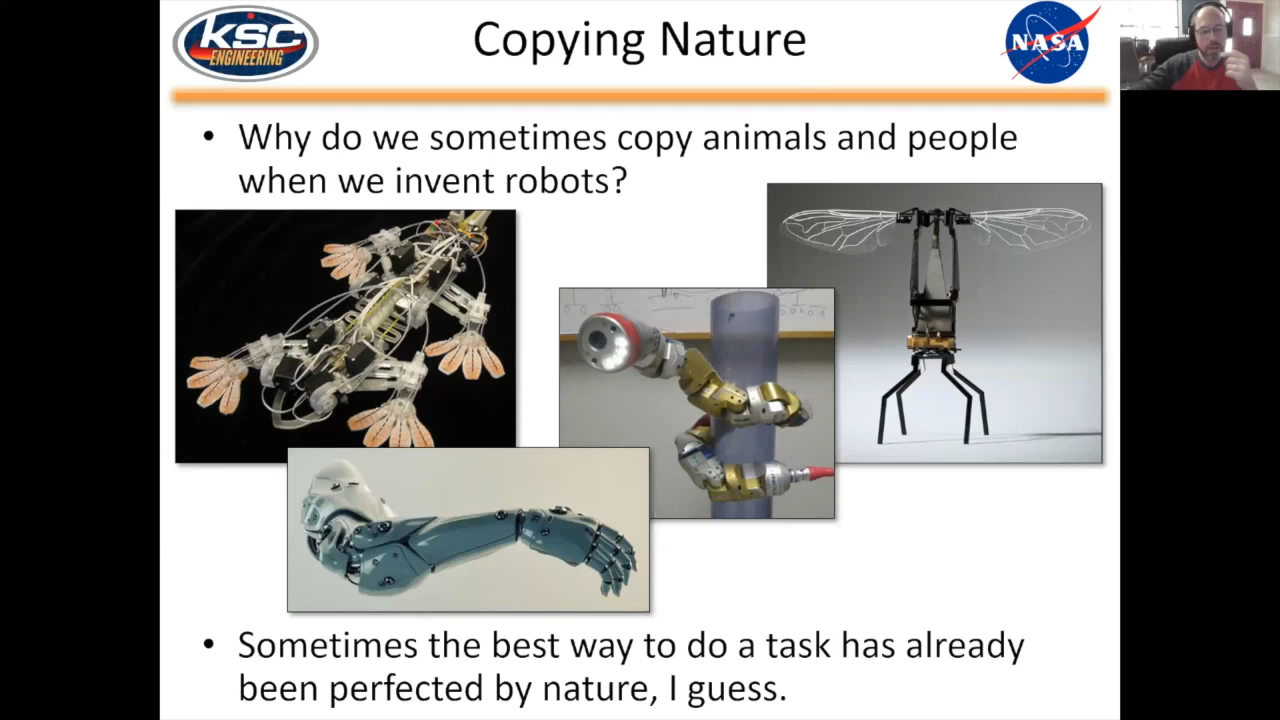 KSC
ENGINEERING
Copying Nature
NASA
• Why do we sometimes copy animals and people
when we invent robots?
• Sometimes the best way to do a task has already
been perfected by nature, I guess.